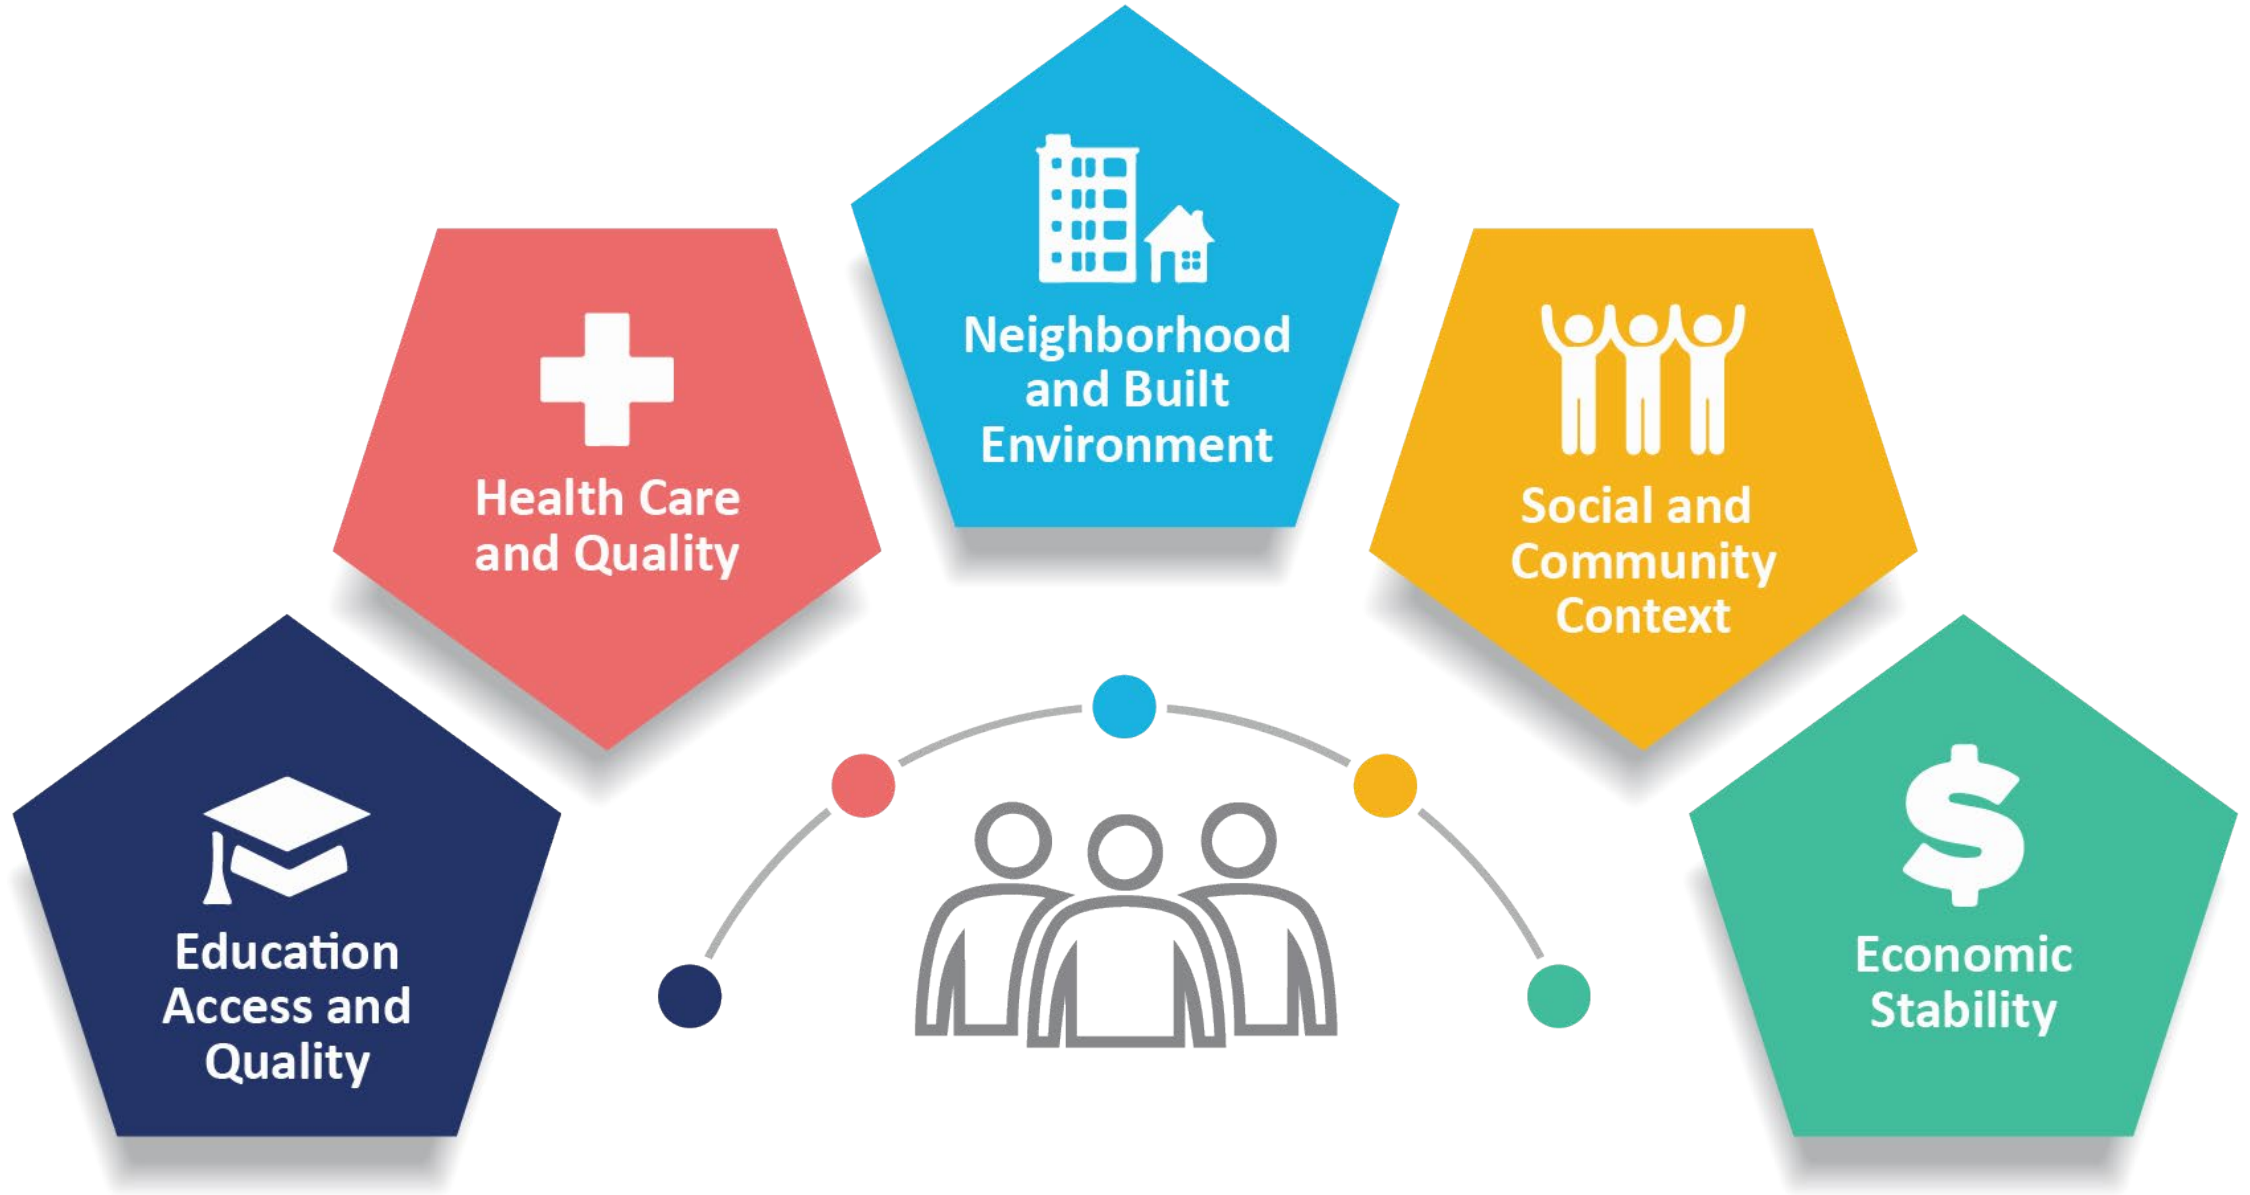 Education
Access and
Quality
Health Care
and Quality
Neighborhood
and Built
Environment
Social and
Community
Context
$
Economic
Stability